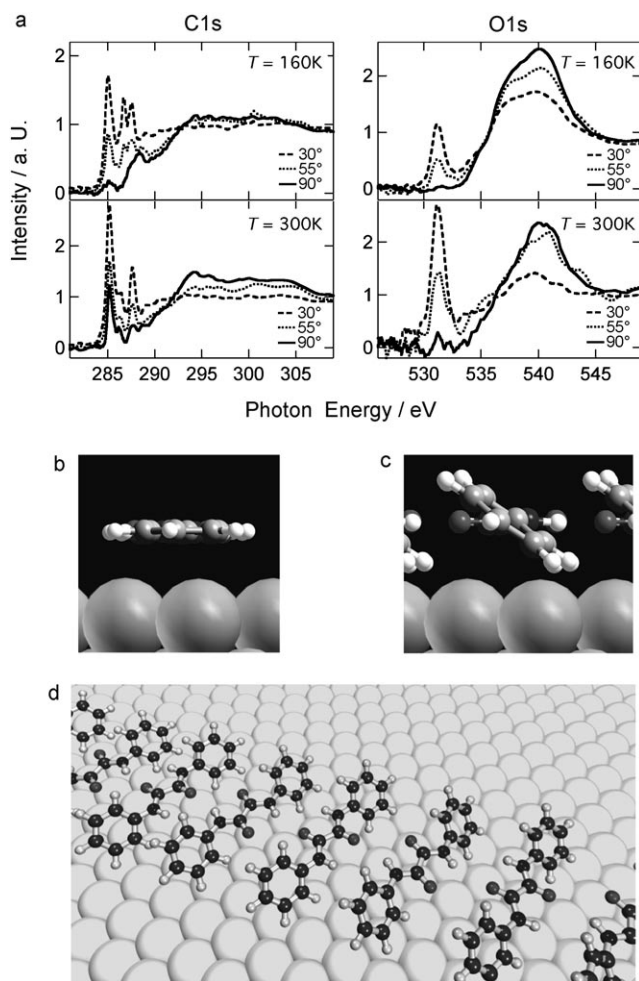 a
C1s
O1s
Intensity / a. U.
2
1
0
T = 160K
30°
55°
90°
2
1
0
T = 160K
30°
55°
90°
2
1
0
T = 300K
30°
55°
90°
2
1
0
T = 300K
30°
55°
90°
285 290 295 300 305
530 535 540 545
Photon Energy / eV
b
c
d